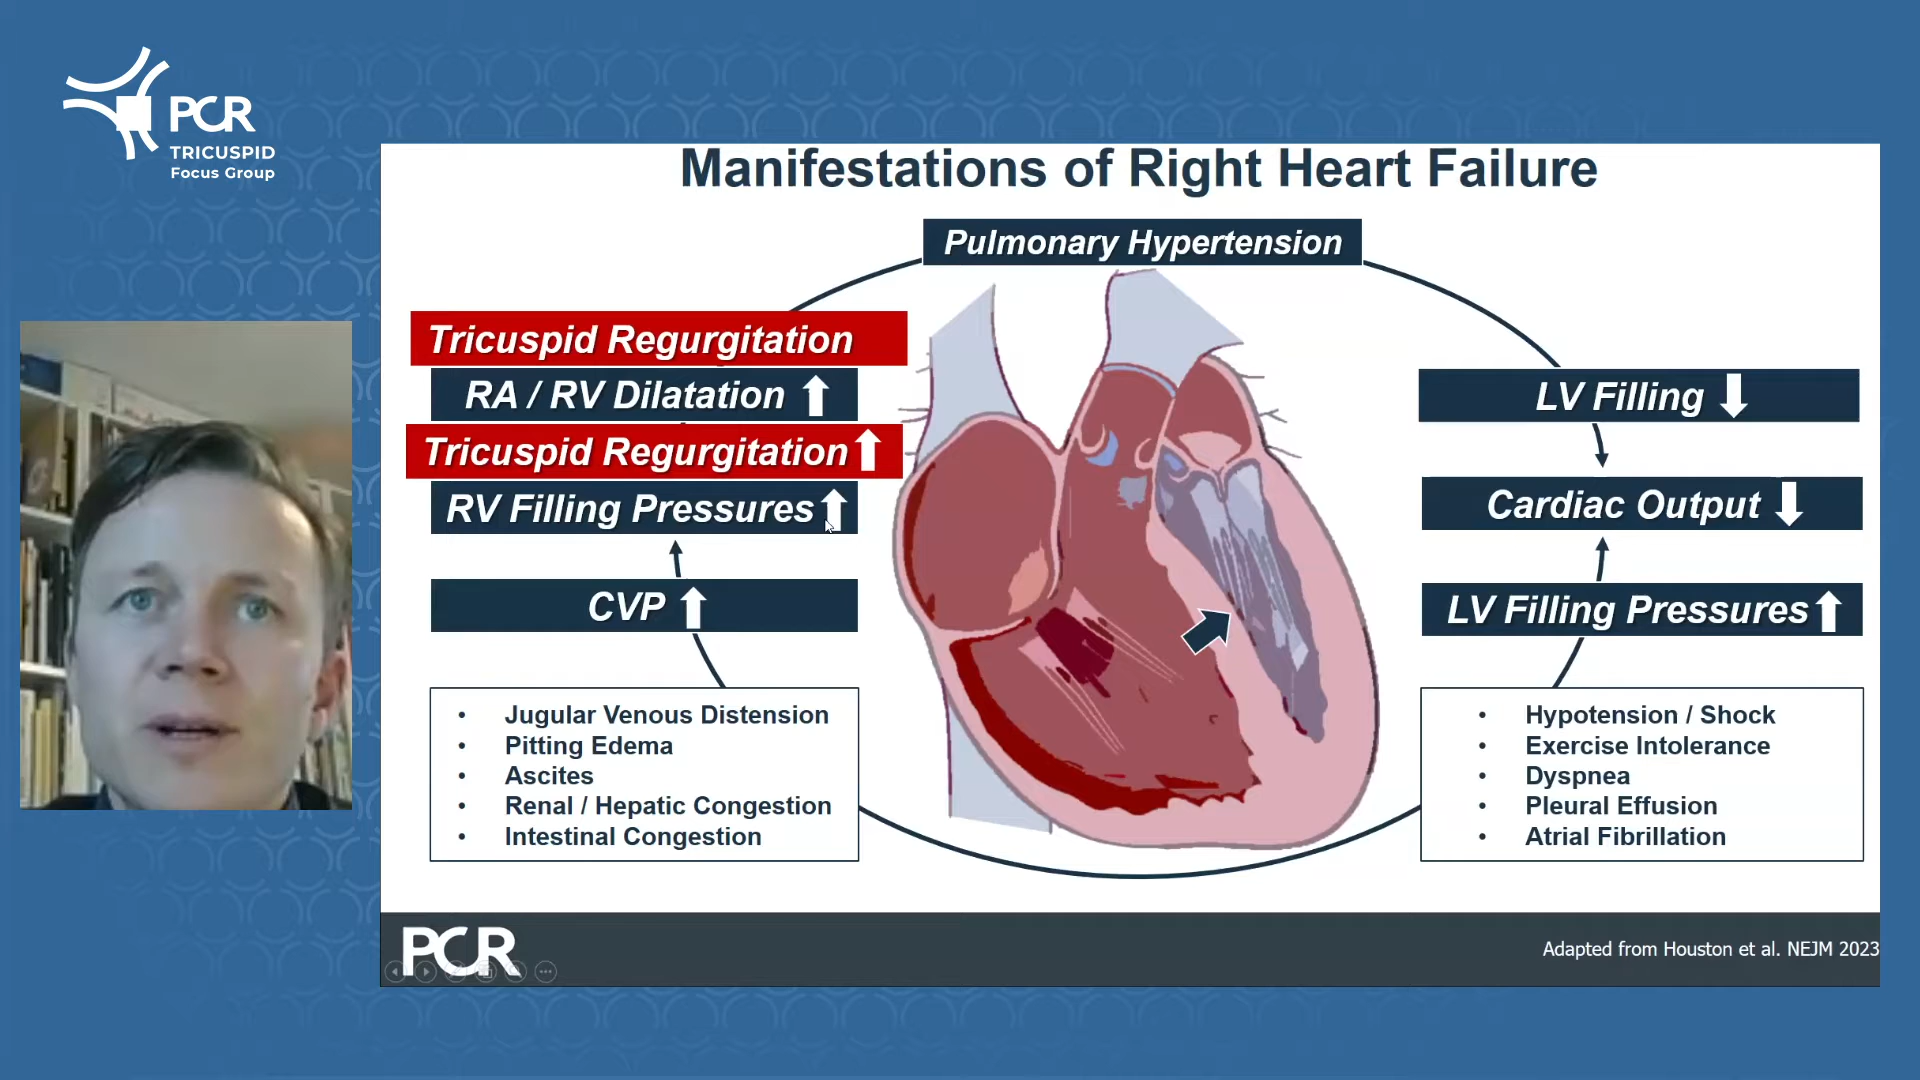 PCR
TRICUSPID
Focus Group
Manifestations of Right Heart Failure
Pulmonary Hypertension
Tricuspid Regurgitation
RA / RV Dilatation
Tricuspid Regurgitation
RV Filling Pressures
CVP
• Jugular Venous Distension
• Pitting Edema
• Ascites
• Renal / Hepatic Congestion
• Intestinal Congestion
LV Filling
Cardiac Output
LV Filling Pressures
• Hypotension / Shock
• Exercise Intolerance
• Dyspnea
• Pleural Effusion
• Atrial Fibrillation
PCR
Adapted from Houston et al. NEJM 2023